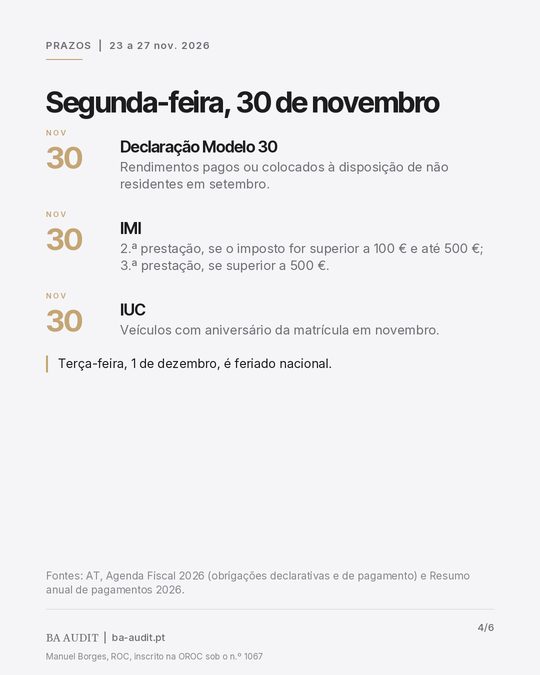 PRAZOS | 23 a 27 nov. 2026
Segunda-feira, 30 de novembro
NOV
30
Declaração Modelo 30
Rendimentos pagos ou colocados à disposição de não
residentes em setembro.
NOV
30
IMI
2.ª prestação, se o imposto for superior a 100 € e até 500 €;
3.ª prestação, se superior a 500 €.
NOV
30
IUC
Veículos com aniversário da matrícula em novembro.
Terça-feira, 1 de dezembro, é feriado nacional.
Fontes: AT, Agenda Fiscal 2026 (obrigações declarativas e de pagamento) e Resumo
anual de pagamentos 2026.
4/6
BA AUDIT | ba-audit.pt
Manuel Borges, ROC, inscrito na OROC sob o n.º 1067